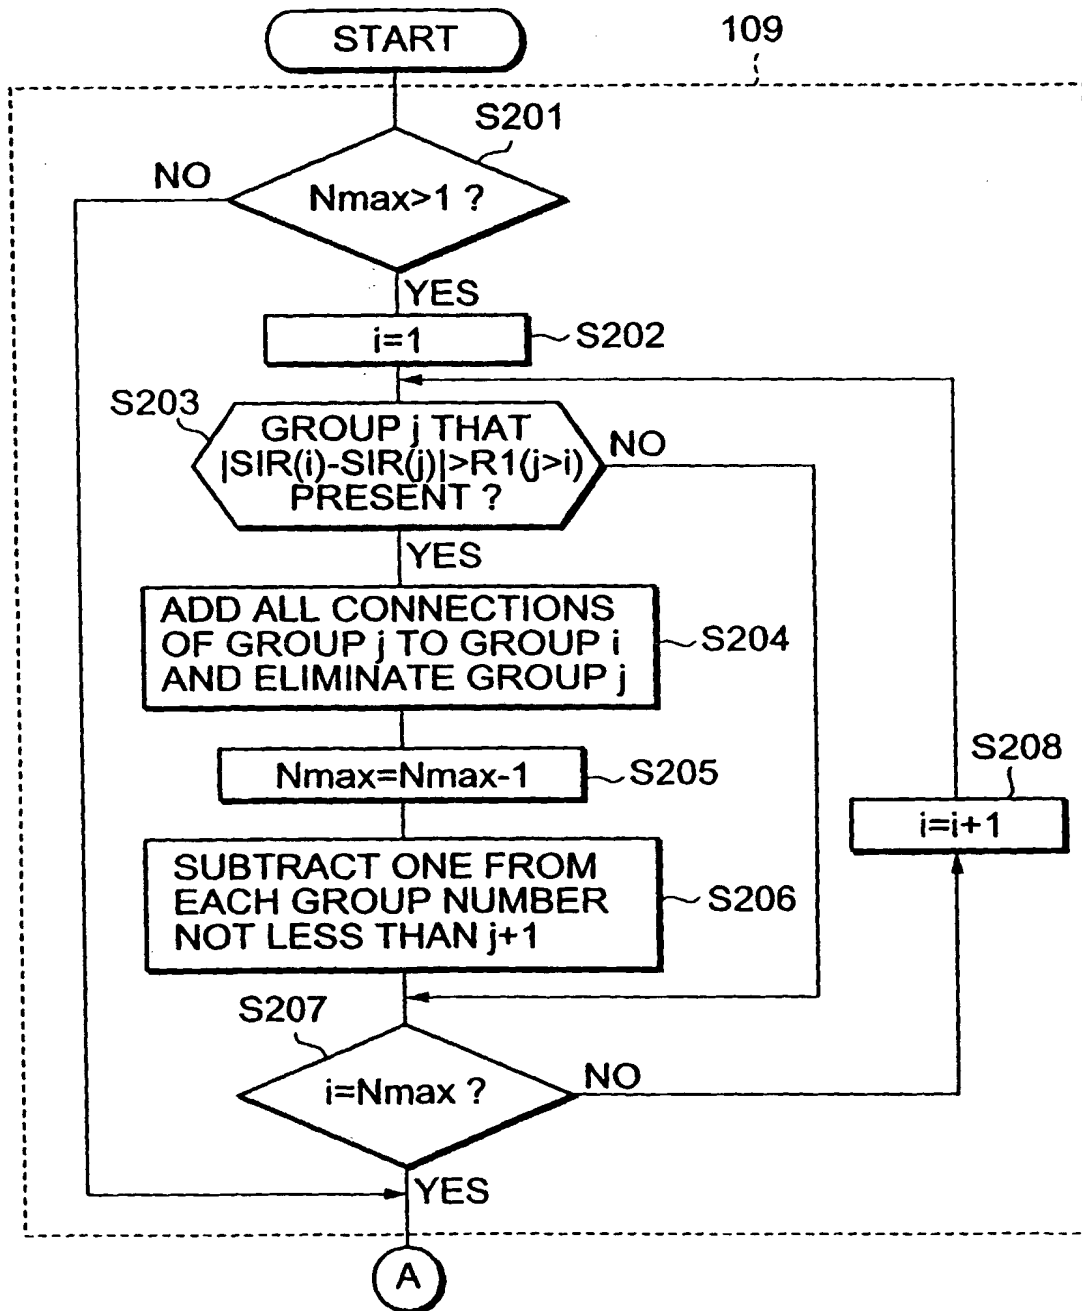 START
109
S201
NO
Nmax>1 ?
YES
i=1
S202
S203
GROUP j THAT
|SIR(i)-SIR(j)|>R1(j>i)
PRESENT ?
NO
YES
ADD ALL CONNECTIONS
OF GROUP j TO GROUP i
AND ELIMINATE GROUP j
S204
Nmax=Nmax-1
S205
S208
i=i+1
SUBTRACT ONE FROM
EACH GROUP NUMBER
NOT LESS THAN j+1
S206
S207
i=Nmax ?
NO
YES
A